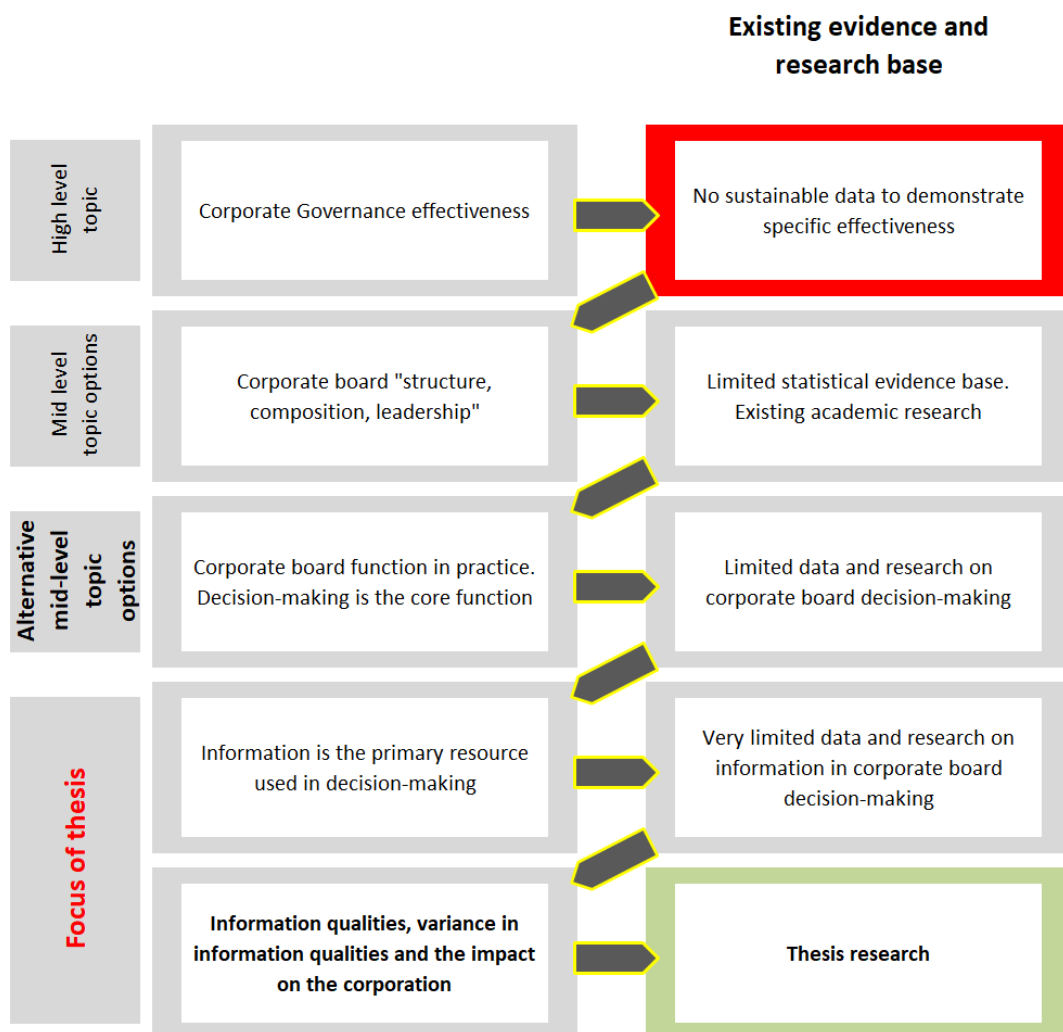 Existing evidence and
research base
High level
topic
Corporate Governance effectiveness
No sustainable data to demonstrate
specific effectiveness
Mid level
topic options
Corporate board "structure,
composition, leadership"
Limited statistical evidence base.
Existing academic research
Alternative
mid-level
topic
options
Corporate board function in practice.
Decision-making is the core function
Limited data and research on
corporate board decision-making
Focus of thesis
Information is the primary resource
used in decision-making
Very limited data and research on
information in corporate board
decision-making
Information qualities, variance in
information qualities and the impact
on the corporation
Thesis research